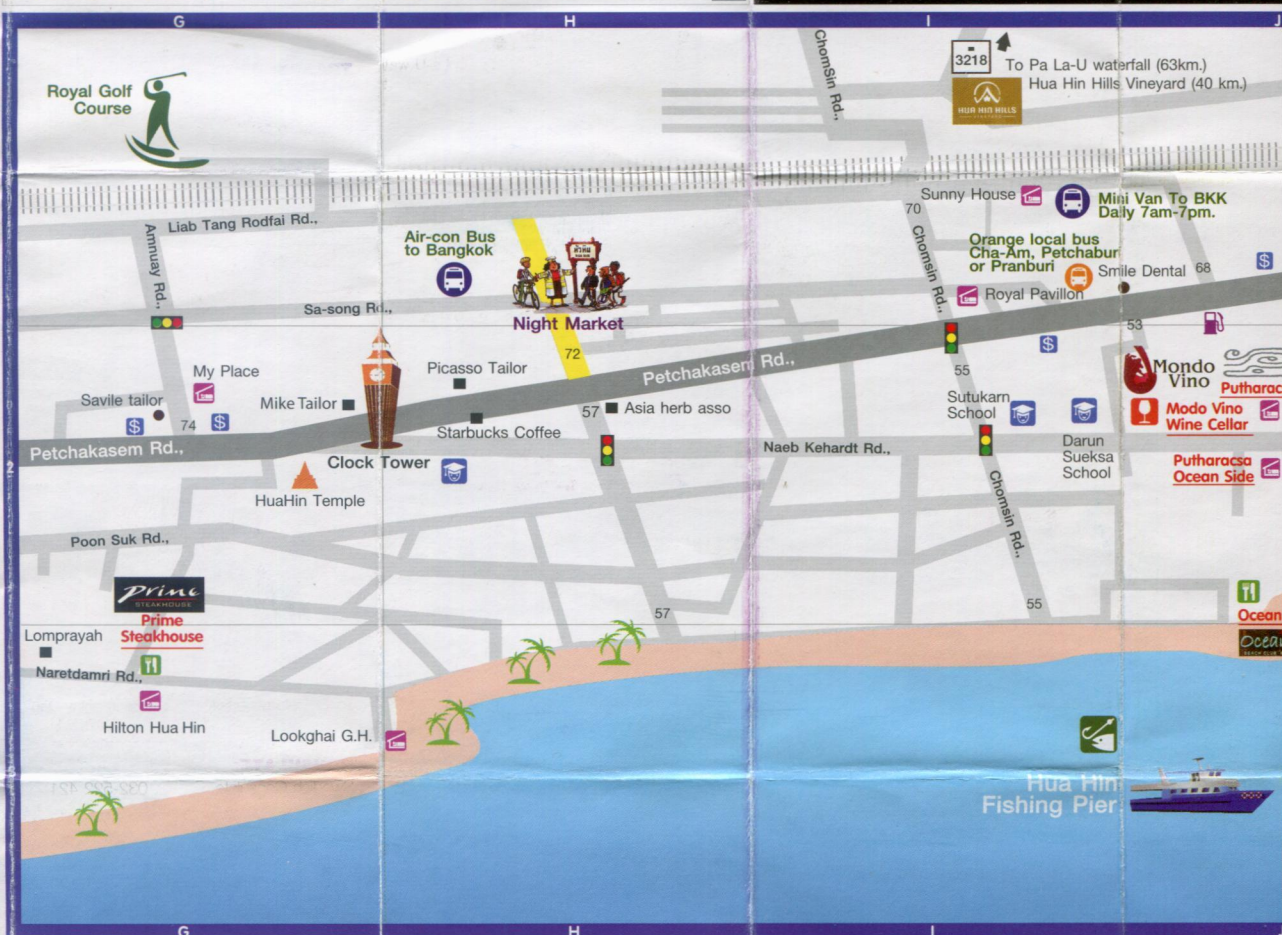 G
H
I
J
Royal Golf
Course
ChomSin Rd.,
3218
To Pa La-U waterfall (63km.)
Hua Hin Hills Vineyard (40 km.)
HUA HIN HILLS
Liab Tang Rodfai Rd.,
Amnuay Rd.,
Air-con Bus
to Bangkok
Sunny House
Mini Van To BKK
Daily 7am-7pm.
70
Chomsin Rd.,
Orange local bus
Cha-Am, Petchabur
or Pranburi
Smile Dental
68
$
Royal Pavillon
Sa-song Rd.,
Night Market
72
53
$
My Place
Picasso Tailor
Petchakasem Rd.,
55
Mondo
Vino
Putharac
Savile tailor
Mike Tailor
57
Asia herb asso
Sutukarn
School
Modo Vino
Wine Cellar
$
$
74
Starbucks Coffee
Petchakasem Rd.,
Clock Tower
Naeb Kehardt Rd.,
Darun
Sueksa
School
Putharacsa
Ocean Side
2
HuaHin Temple
Chomsin Rd.,
Poon Suk Rd.,
Prime
STEAKHOUSE
Prime
Steakhouse
57
55
Ocean
Ocean
Lomprayah
Naretdamri Rd.,
Hilton Hua Hin
Lookghai G.H.
Hua Hin
Fishing Pier
G
H
I